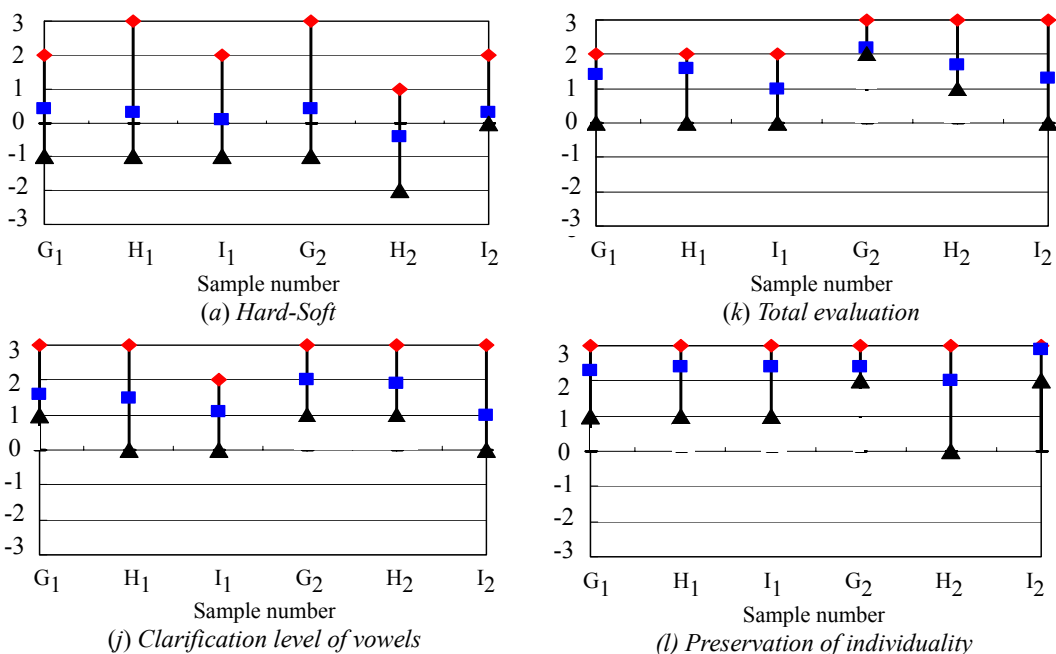 3
2
1
0
-1
-2
-3
G1 H1 I1 G2 H2 I2
Sample number
(a) Hard-Soft
3
2
1
0
-1
-2
-3
G1 H1 I1 G2 H2 I2
Sample number
(k) Total evaluation
3
2
1
0
-1
-2
-3
G1 H1 I1 G2 H2 I2
Sample number
(j) Clarification level of vowels
3
2
1
0
-1
-2
-3
G1 H1 I1 G2 H2 I2
Sample number
(l) Preservation of individuality